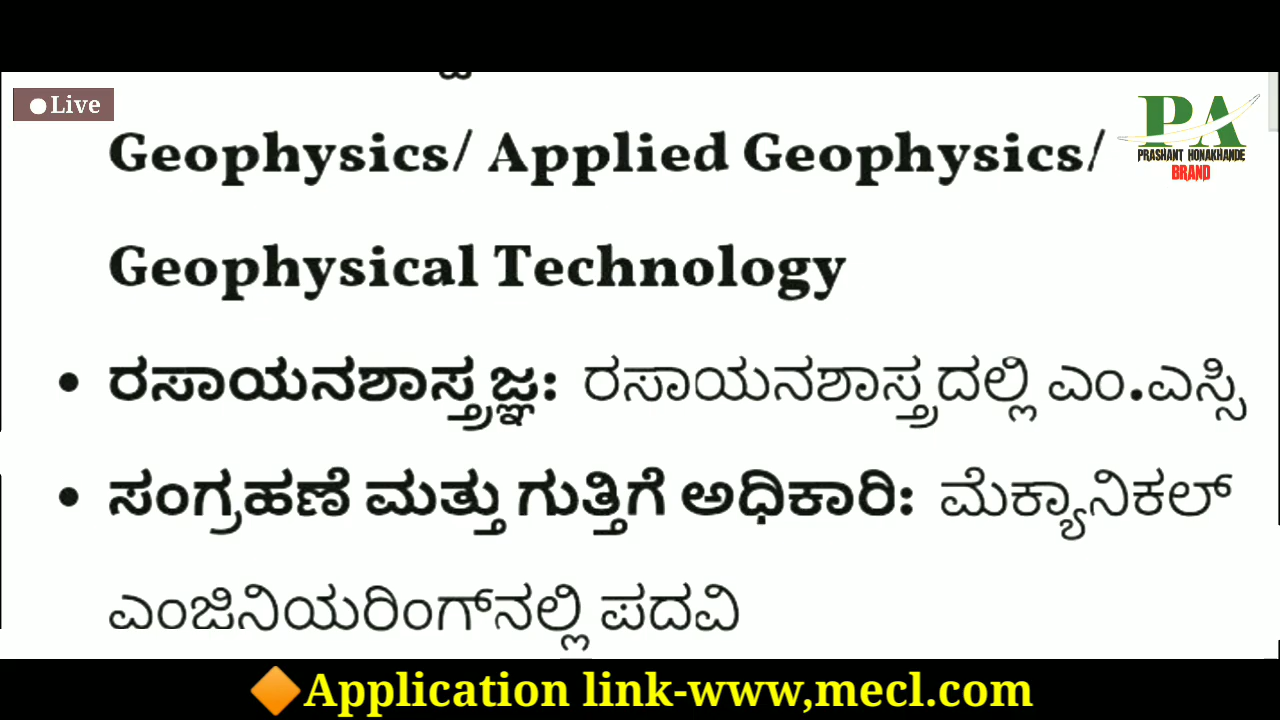 Live
PA
PRASHANT HONAKHANDE
BRAND
Geophysics/ Applied Geophysics/
Geophysical Technology
• ರಸಾಯನಶಾಸ್ತ್ರಜ್ಞ: ರಸಾಯನಶಾಸ್ತ್ರದಲ್ಲಿ ಎಂ.ಎಸ್ಸಿ
• ಸಂಗ್ರಹಣೆ ಮತ್ತು ಗುತ್ತಿಗೆ ಅಧಿಕಾರಿ: ಮೆಕ್ಯಾನಿಕಲ್
ಎಂಜಿನಿಯರಿಂಗ್‌ನಲ್ಲಿ ಪದವಿ
🔶Application link-www,mecl.com